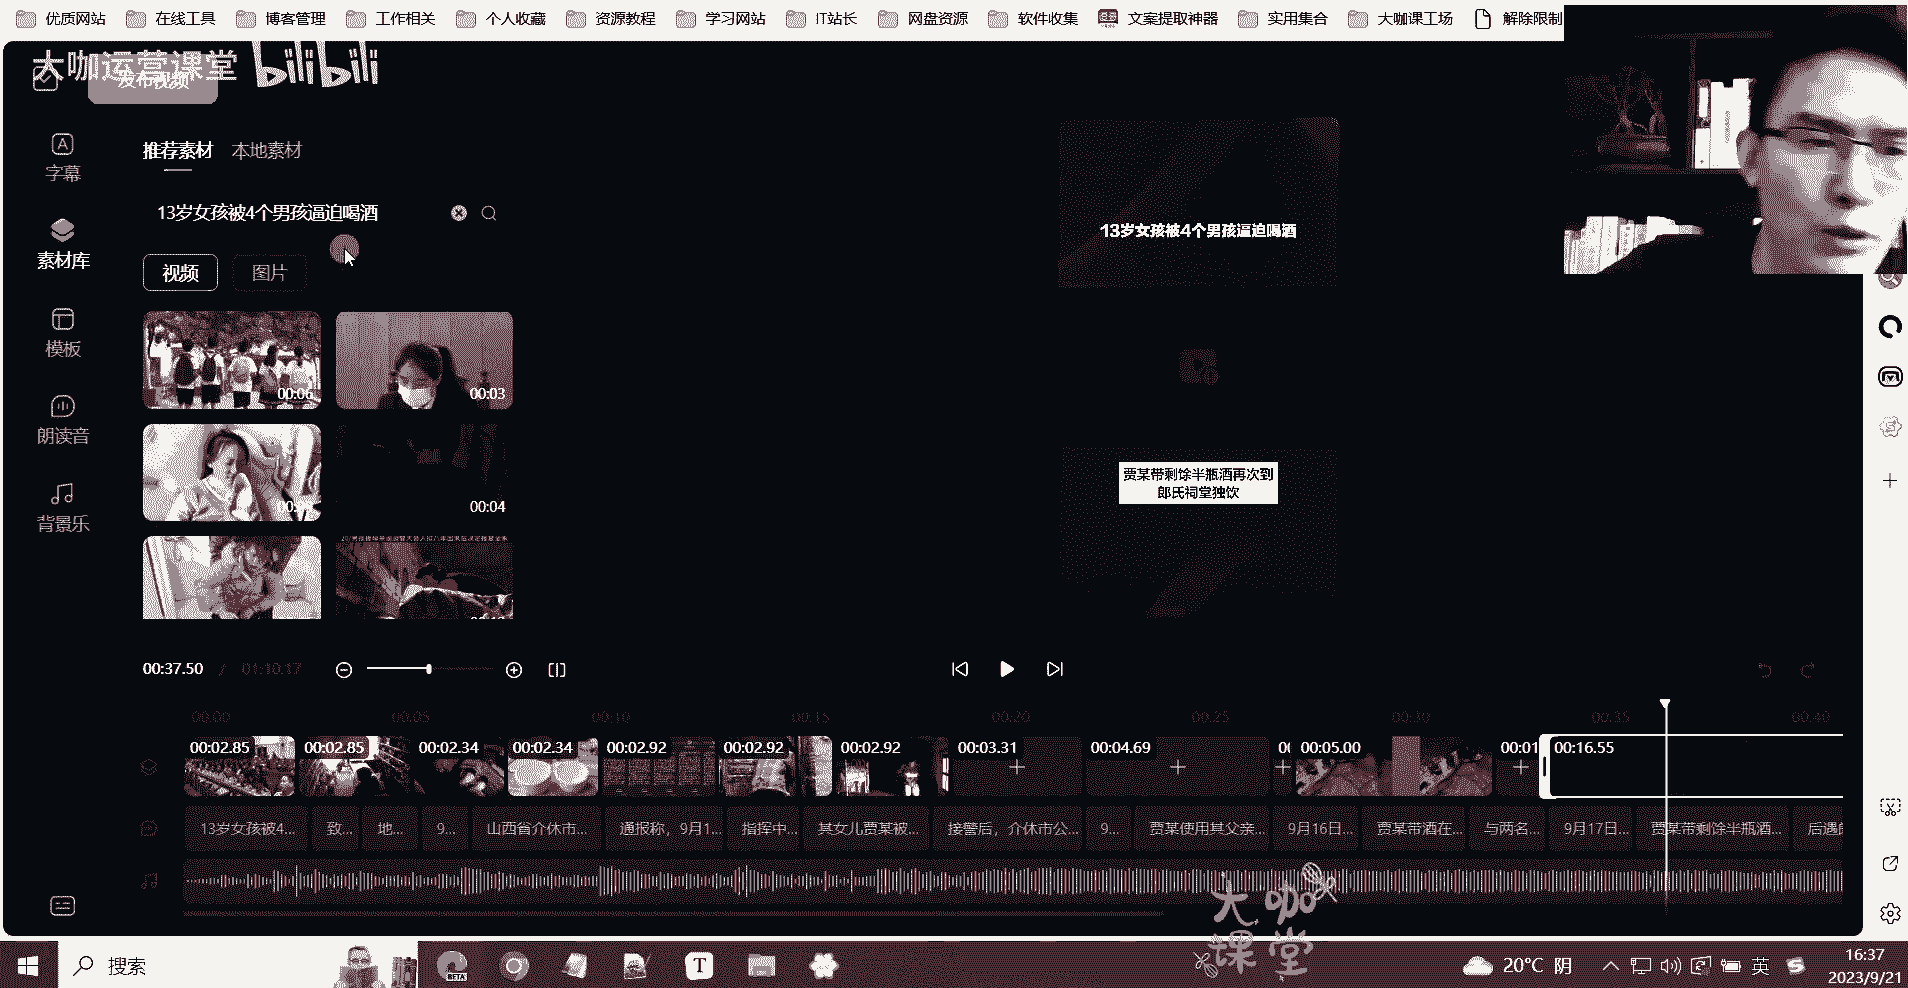 优质网站 在线工具 博客管理 工作相关 个人收藏 资源教程 学习网站 IT站长 网盘资源 软件收集 文案提取神器 实用集合 大咖课工场 解除限制
大咖运营课堂 bilibili
发布视频
字幕
素材库
模板
朗读音
背景乐
推荐素材 本地素材
13岁女孩被4个男孩逼迫喝酒
视频 图片
00:06 00:03
00:04
13岁女孩被4个男孩逼迫喝酒
贾某带剩馀半瓶酒再次到
郎氏祠堂独饮
00:37.50 / 01:10.17
00:00 00:05 00:10 00:15 00:20 00:25 00:30 00:35 00:40
00:02.85 00:02.85 00:02.34 00:02.34 00:02.92 00:02.92 00:02.92 00:03.31 00:04.69 00:05.00 00:01 00:16.55
13岁女孩被4... 致... 地... 9... 山西省介休市... 通报称，9月1... 指挥中... 其女儿贾某被... 接警后，介休市公... 9... 贾某使用其父亲... 9月16日... 贾某带酒在... 与两名... 9月17日... 贾某带剩馀半瓶酒... 后遇
大咖
课堂
搜索
BETA
T
20°C 阴
英
16:37
2023/9/21